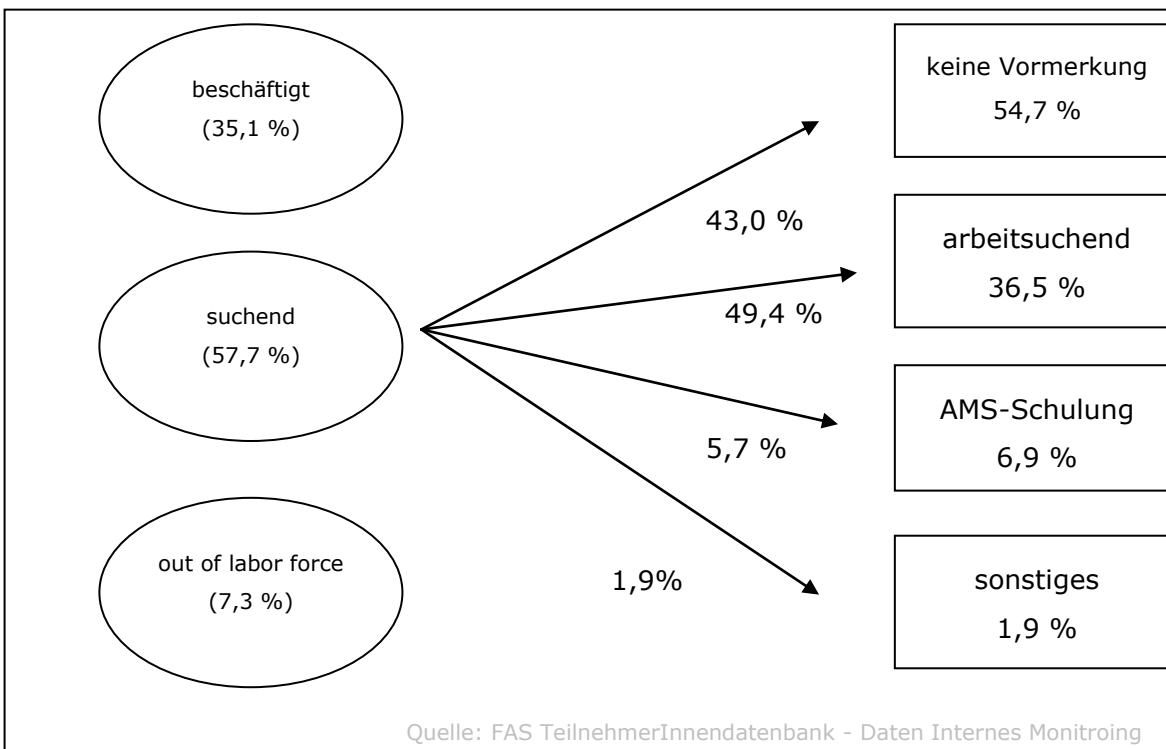 beschäftigt
(35,1 %)
suchend
(57,7 %)
out of labor force
(7,3 %)
43,0 %
49,4 %
5,7 %
1,9%
keine Vormerkung
54,7 %
arbeitsuchend
36,5 %
AMS-Schulung
6,9 %
sonstiges
1,9 %
Quelle: FAS TeilnehmerInnendatenbank - Daten Internes Monitroing